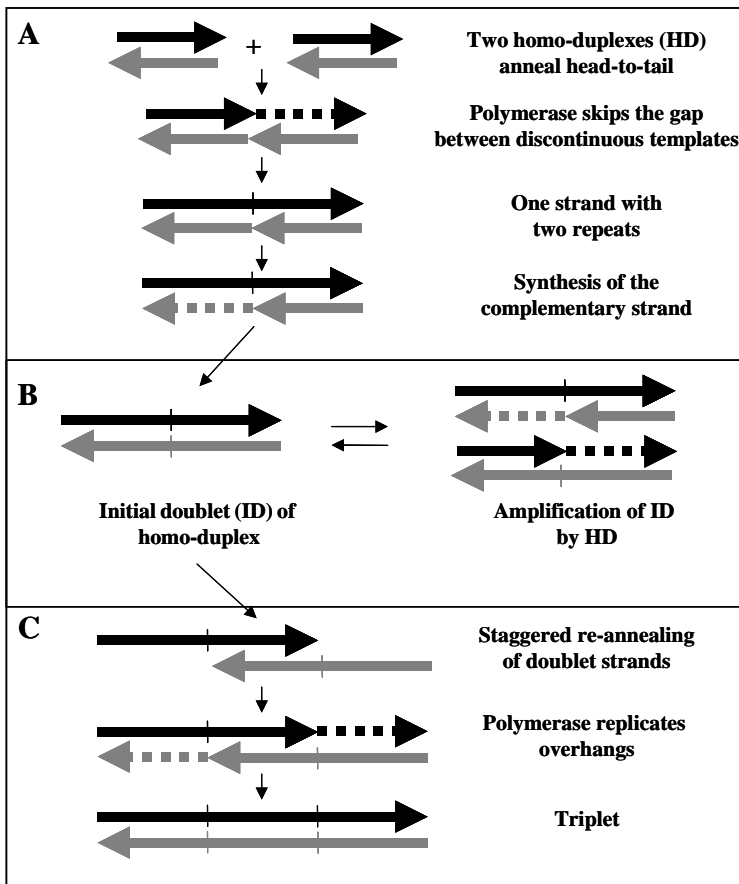 A
+
Two homo-duplexes (HD)
anneal head-to-tail
Polymerase skips the gap
between discontinuous templates
One strand with
two repeats
Synthesis of the
complementary strand
B
Initial doublet (ID) of
homo-duplex
Amplification of ID
by HD
C
Staggered re-annealing
of doublet strands
Polymerase replicates
overhangs
Triplet